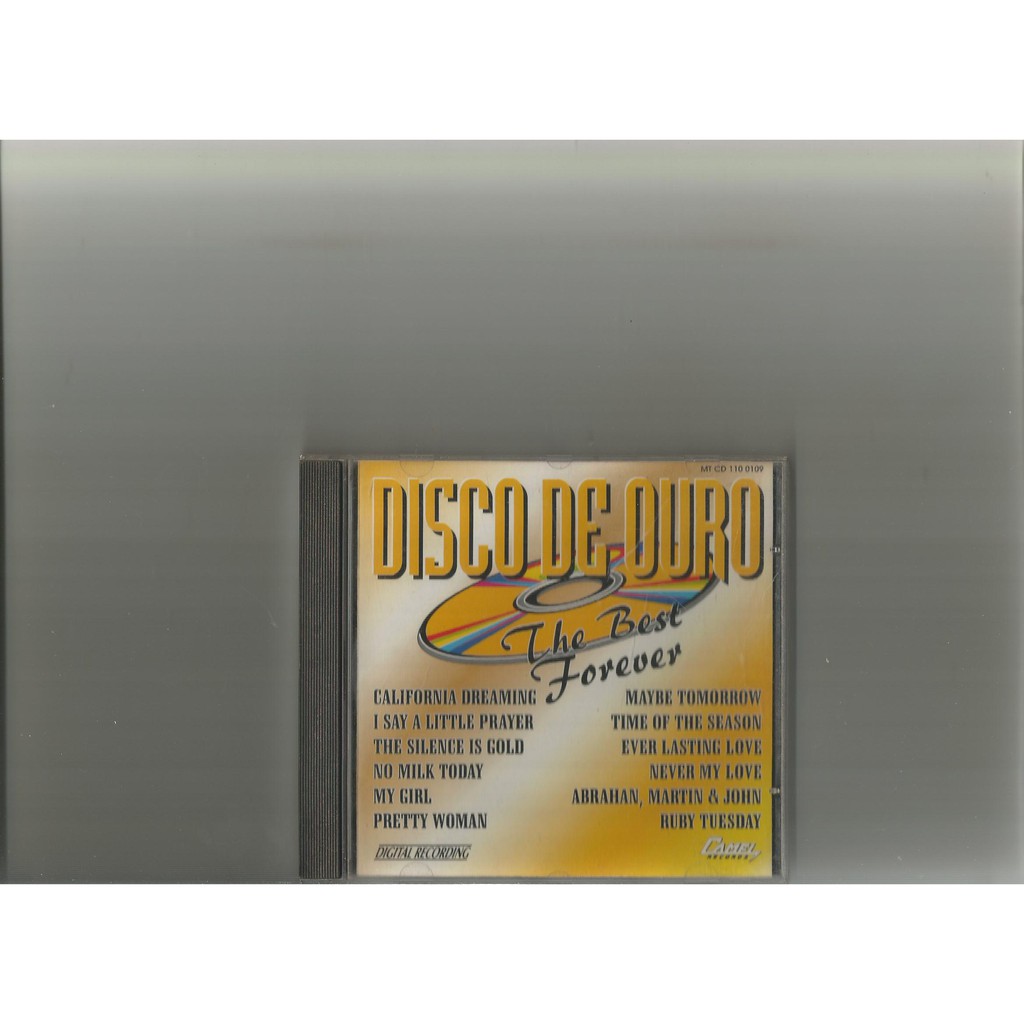 MT CD 110 0109
DISCO DE OURO
The Best
Forever
CALIFORNIA DREAMING
I SAY A LITTLE PRAYER
THE SILENCE IS GOLD
NO MILK TODAY
MY GIRL
PRETTY WOMAN
MAYBE TOMORROW
TIME OF THE SEASON
EVER LASTING LOVE
NEVER MY LOVE
ABRAHAN, MARTIN & JOHN
RUBY TUESDAY
DIGITAL RECORDING
CAMEL
RECORDS